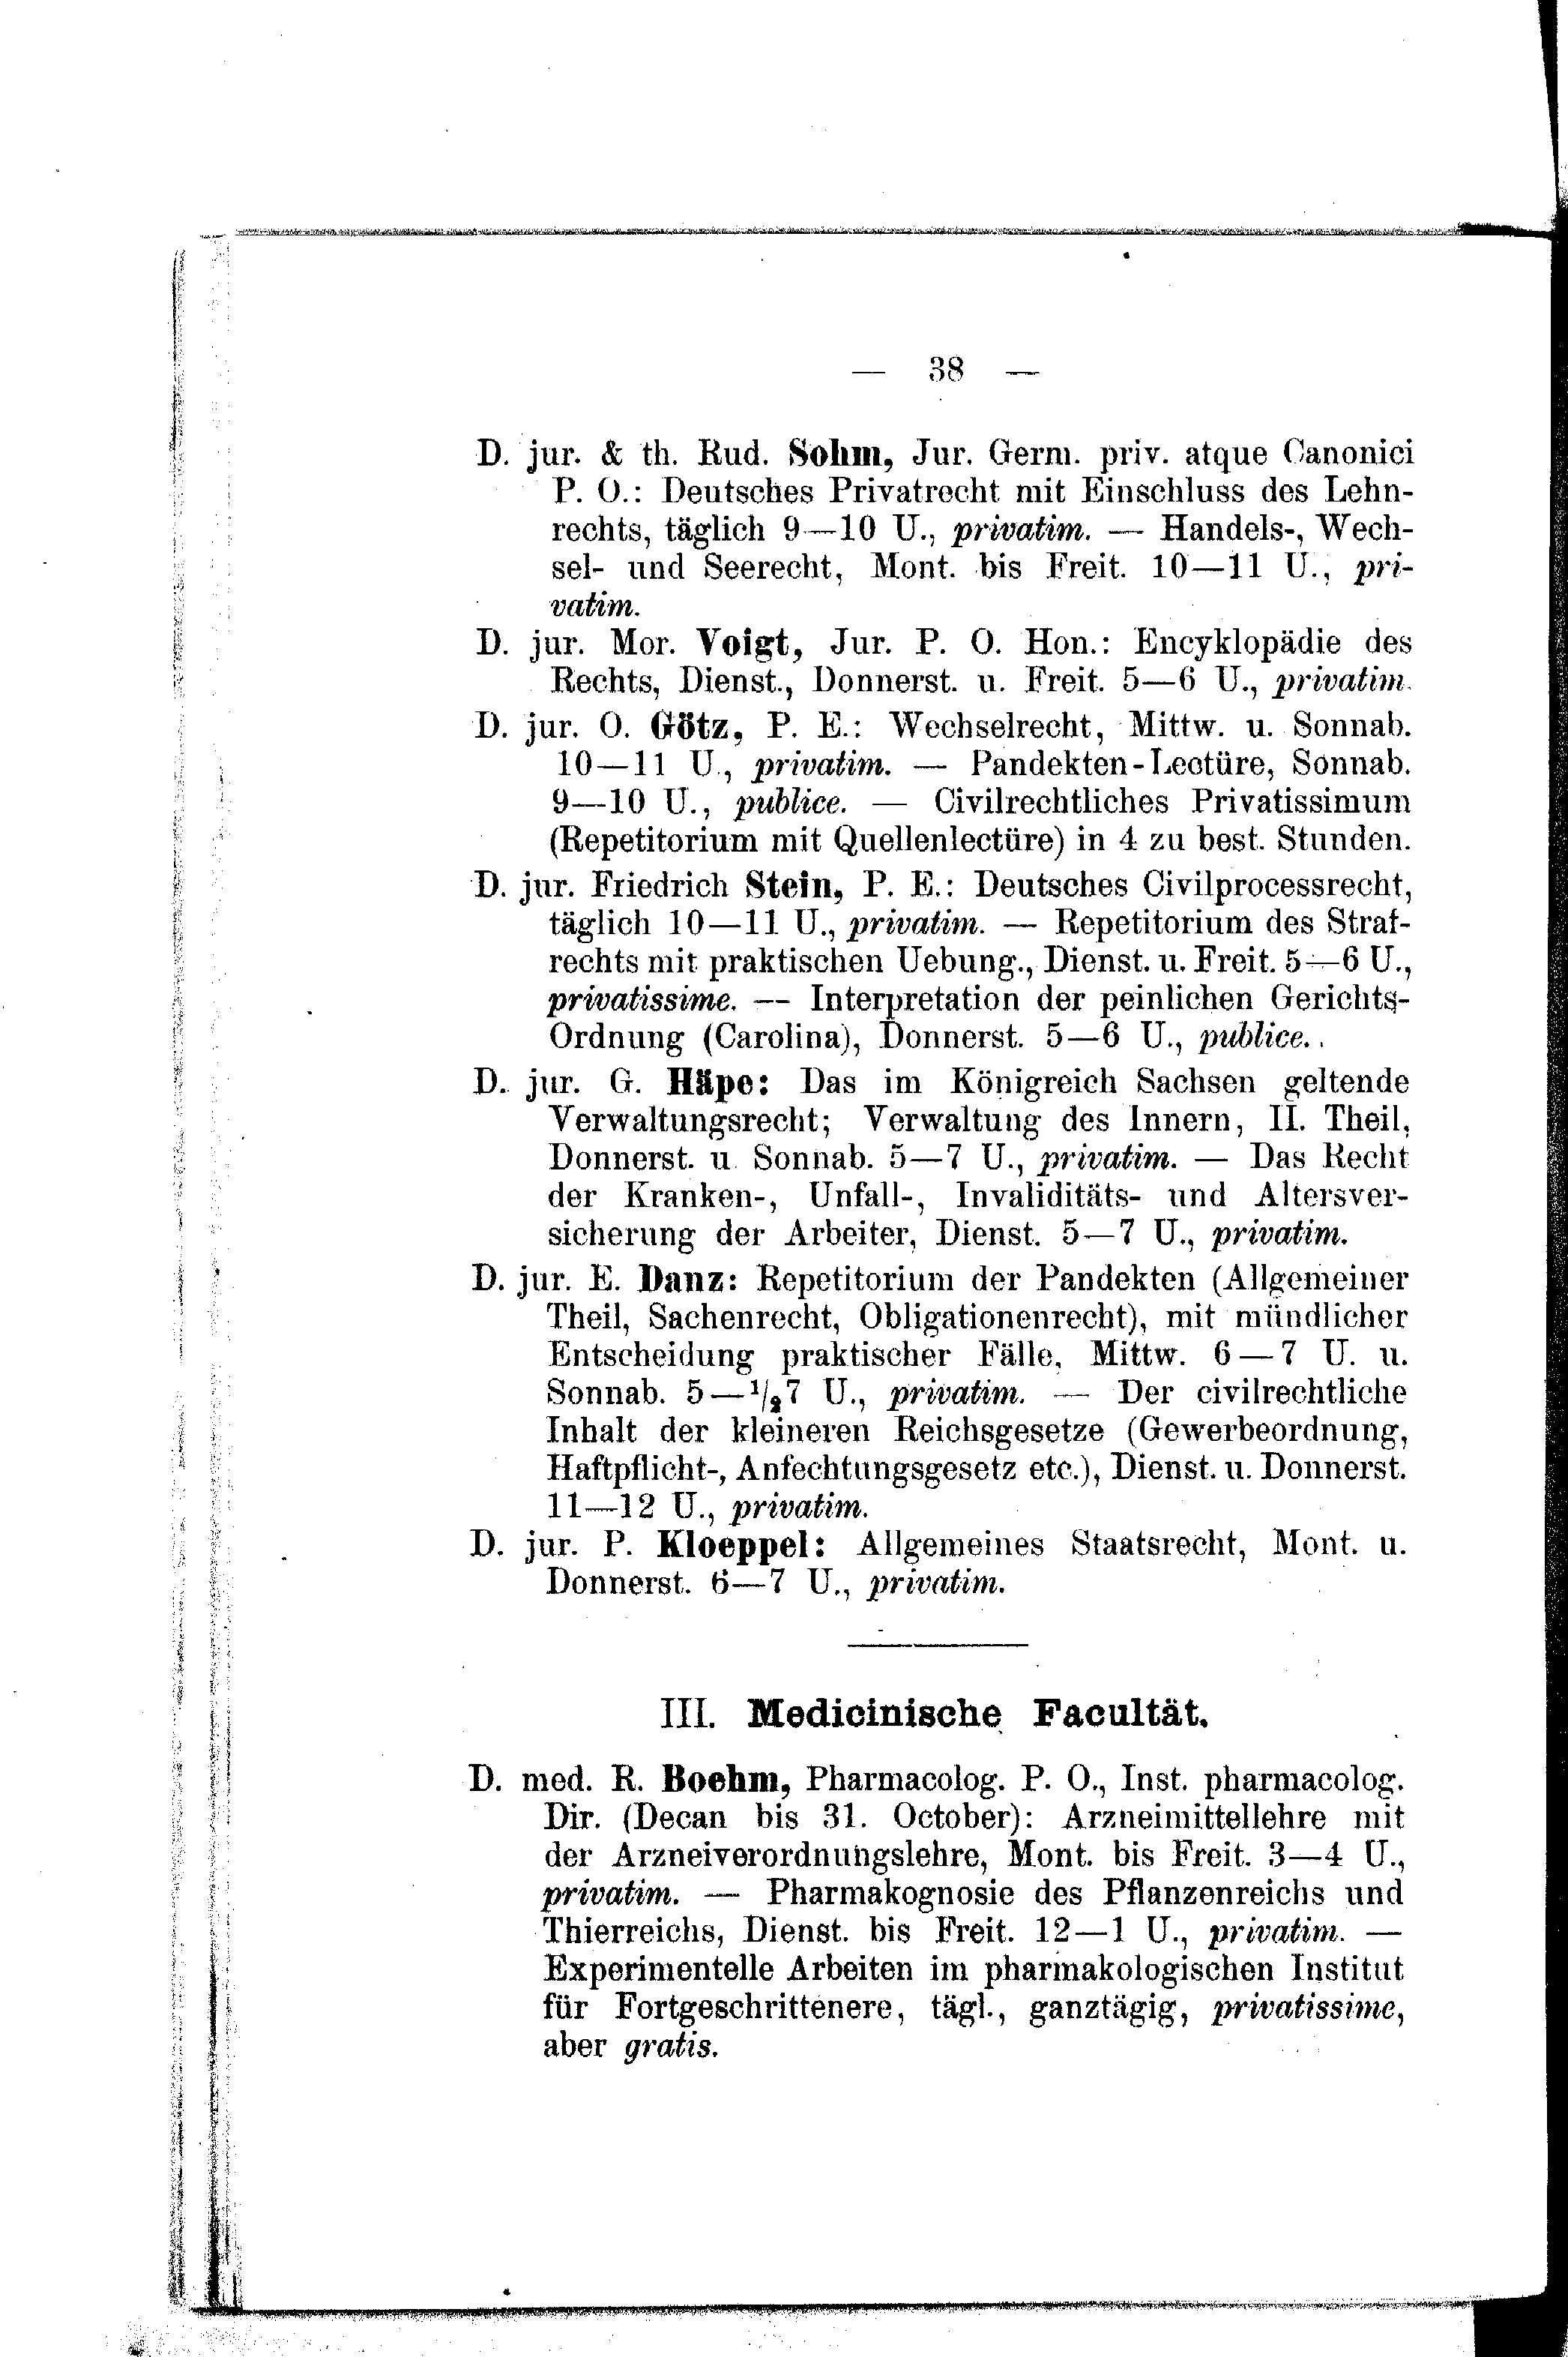 — 38 —
D. jur. & th. Rud. Sohm, Jur. Germ. priv. atque Canonici
P. O.: Deutsches Privatrecht mit Einschluss des Lehn-
rechts, täglich 9—10 U., privatim. — Handels-, Wech-
sel- und Seerecht, Mont. bis Freit. 10—11 U., pri-
vatim.
D. jur. Mor. Voigt, Jur. P. O. Hon.: Encyklopädie des
Rechts, Dienst., Donnerst. u. Freit. 5—6 U., privatim.
D. jur. O. Götz, P. E.: Wechselrecht, Mittw. u. Sonnab.
10—11 U., privatim. — Pandekten-Lectüre, Sonnab.
9—10 U., publice. — Civilrechtliches Privatissimum
(Repetitorium mit Quellenlectüre) in 4 zu best. Stunden.
D. jur. Friedrich Stein, P. E.: Deutsches Civilprocessrecht,
täglich 10—11 U., privatim. — Repetitorium des Straf-
rechts mit praktischen Uebung., Dienst. u. Freit. 5—6 U.,
privatissime. — Interpretation der peinlichen Gerichts-
Ordnung (Carolina), Donnerst. 5—6 U., publice.
D. jur. G. Häpe: Das im Königreich Sachsen geltende
Verwaltungsrecht; Verwaltung des Innern, II. Theil,
Donnerst. u. Sonnab. 5—7 U., privatim. — Das Recht
der Kranken-, Unfall-, Invaliditäts- und Altersver-
sicherung der Arbeiter, Dienst. 5—7 U., privatim.
D. jur. E. Danz: Repetitorium der Pandekten (Allgemeiner
Theil, Sachenrecht, Obligationenrecht), mit mündlicher
Entscheidung praktischer Fälle, Mittw. 6—7 U. u.
Sonnab. 5—1/27 U., privatim. — Der civilrechtliche
Inhalt der kleineren Reichsgesetze (Gewerbeordnung,
Haftpflicht-, Anfechtungsgesetz etc.), Dienst. u. Donnerst.
11—12 U., privatim.
D. jur. P. Kloeppel: Allgemeines Staatsrecht, Mont. u.
Donnerst. 6—7 U., privatim.
III. Medicinische Facultät.
D. med. R. Boehm, Pharmacolog. P. O., Inst. pharmacolog.
Dir. (Decan bis 31. October): Arzneimittellehre mit
der Arzneiverordnungslehre, Mont. bis Freit. 3—4 U.,
privatim. — Pharmakognosie des Pflanzenreichs und
Thierreichs, Dienst. bis Freit. 12—1 U., privatim. —
Experimentelle Arbeiten im pharmakologischen Institut
für Fortgeschrittenere, tägl., ganztägig, privatissime,
aber gratis.